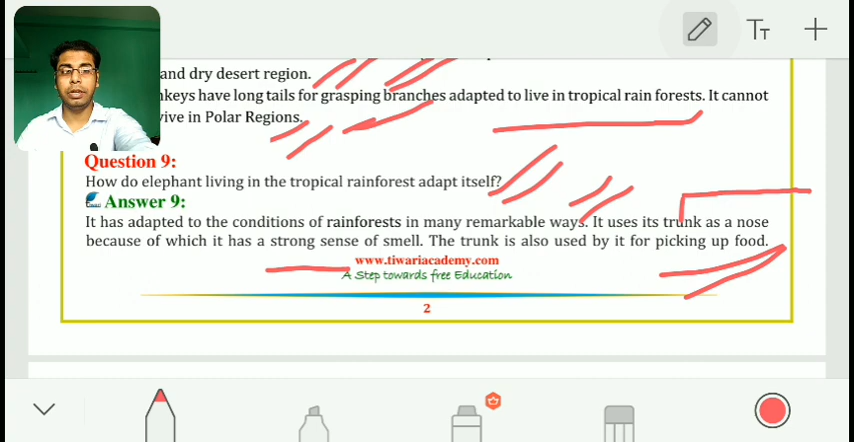 and dry desert region.
nkeys have long tails for grasping branches adapted to live in tropical rain forests. It cannot
vive in Polar Regions.
Question 9:
How do elephant living in the tropical rainforest adapt itself?
Answer 9:
It has adapted to the conditions of rainforests in many remarkable ways. It uses its trunk as a nose
because of which it has a strong sense of smell. The trunk is also used by it for picking up food.
www.tiwariacademy.com
A Step towards free Education
2
TT